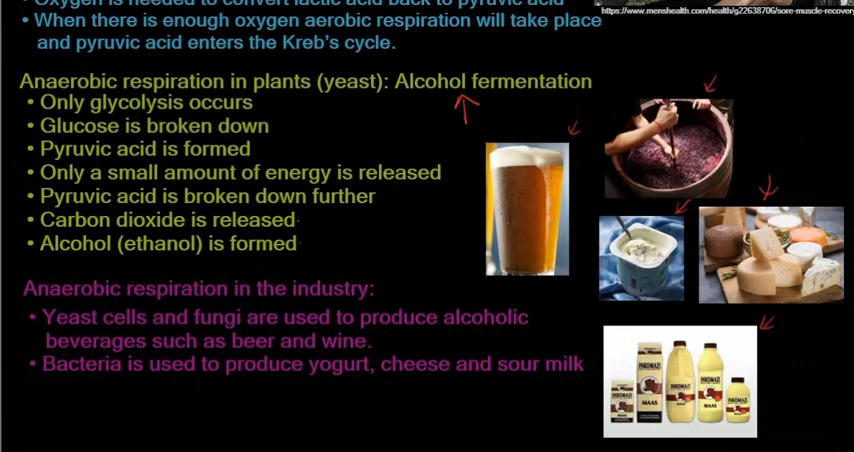 • Oxygen is needed to convert lactic acid back to pyruvic acid
https://www.menshealth.com/health/g22638706/sore-muscle-recovery
• When there is enough oxygen aerobic respiration will take place
and pyruvic acid enters the Kreb's cycle.
Anaerobic respiration in plants (yeast): Alcohol fermentation
• Only glycolysis occurs
• Glucose is broken down
• Pyruvic acid is formed
• Only a small amount of energy is released
• Pyruvic acid is broken down further
• Carbon dioxide is released
• Alcohol (ethanol) is formed
Anaerobic respiration in the industry:
• Yeast cells and fungi are used to produce alcoholic
beverages such as beer and wine.
• Bacteria is used to produce yogurt, cheese and sour milk
INKOMAZI INKOMAZI INKOMAZI INKOMAZI
MAAS MAAS MAAS